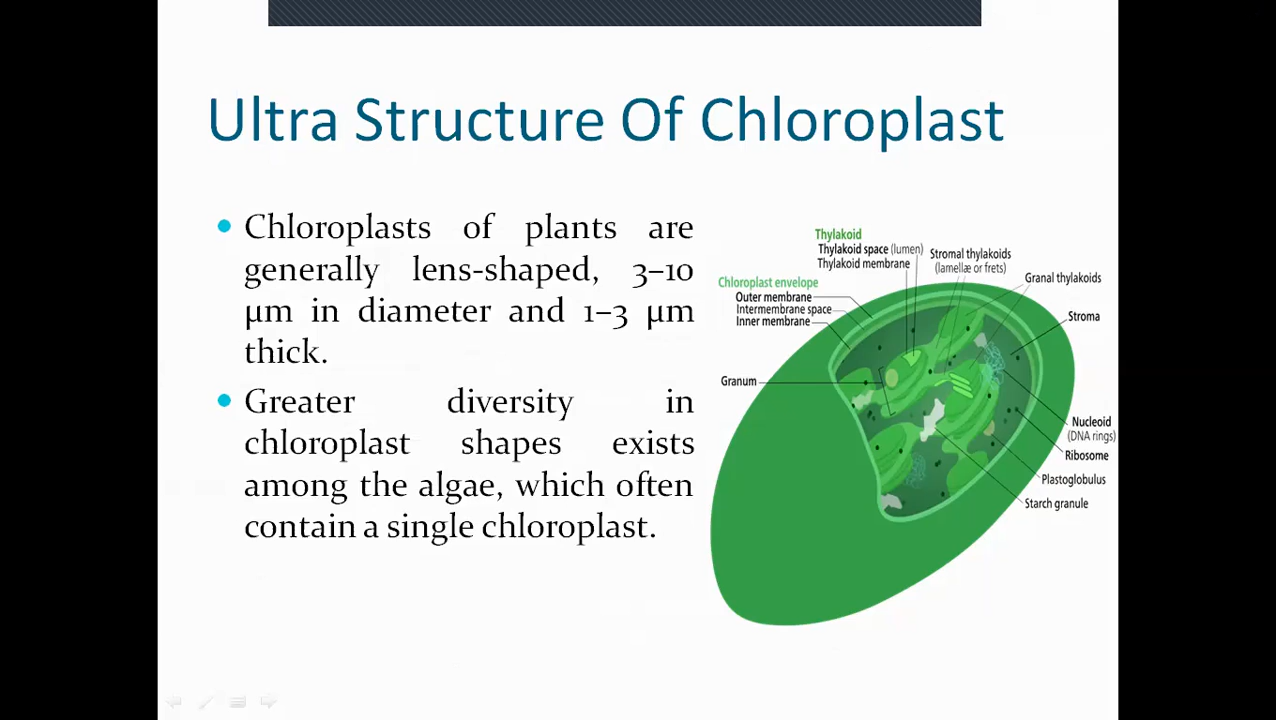 Ultra Structure Of Chloroplast
• Chloroplasts of plants are
generally lens-shaped, 3–10
µm in diameter and 1–3 µm
thick.
• Greater diversity in
chloroplast shapes exists
among the algae, which often
contain a single chloroplast.
Thylakoid
Thylakoid space (lumen)
Thylakoid membrane
Stromal thylakoids
(lamellæ or frets)
Granal thylakoids
Chloroplast envelope
Outer membrane
Intermembrane space
Inner membrane
Stroma
Granum
Nucleoid
(DNA rings)
Ribosome
Plastoglobulus
Starch granule